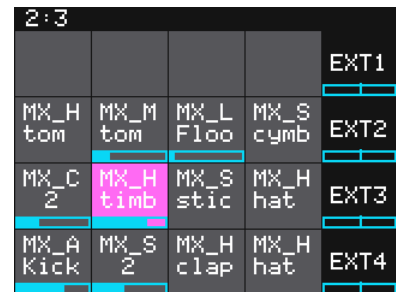 2:3
EXT1
MX_H MX_M MX_L MX_S
tom tom Floo cymb
EXT2
MX_C MX_H MX_S MX_H
2 timb stic hat
EXT3
MX_A MX_S MX_H MX_H
Kick 2 clap hat
EXT4